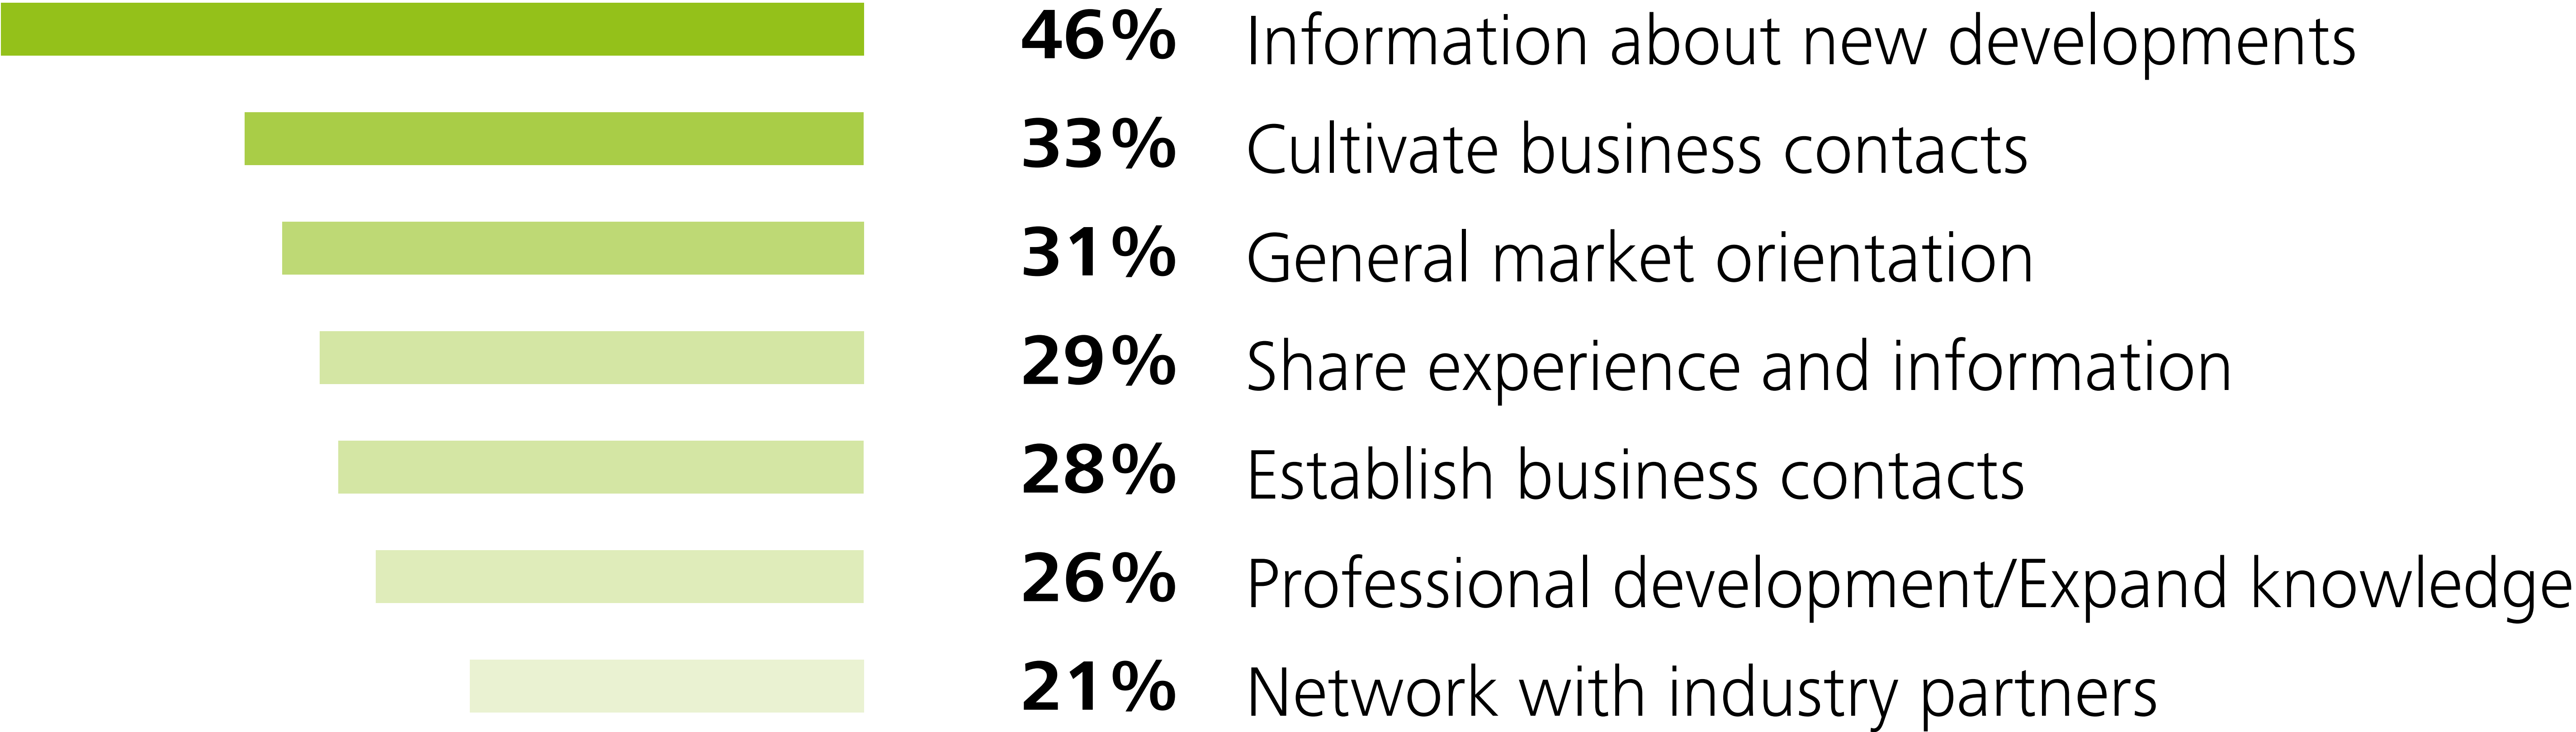 46% Information about new developments
33% Cultivate business contacts
31% General market orientation
29% Share experience and information
28% Establish business contacts
26% Professional development/Expand knowledge
21% Network with industry partners